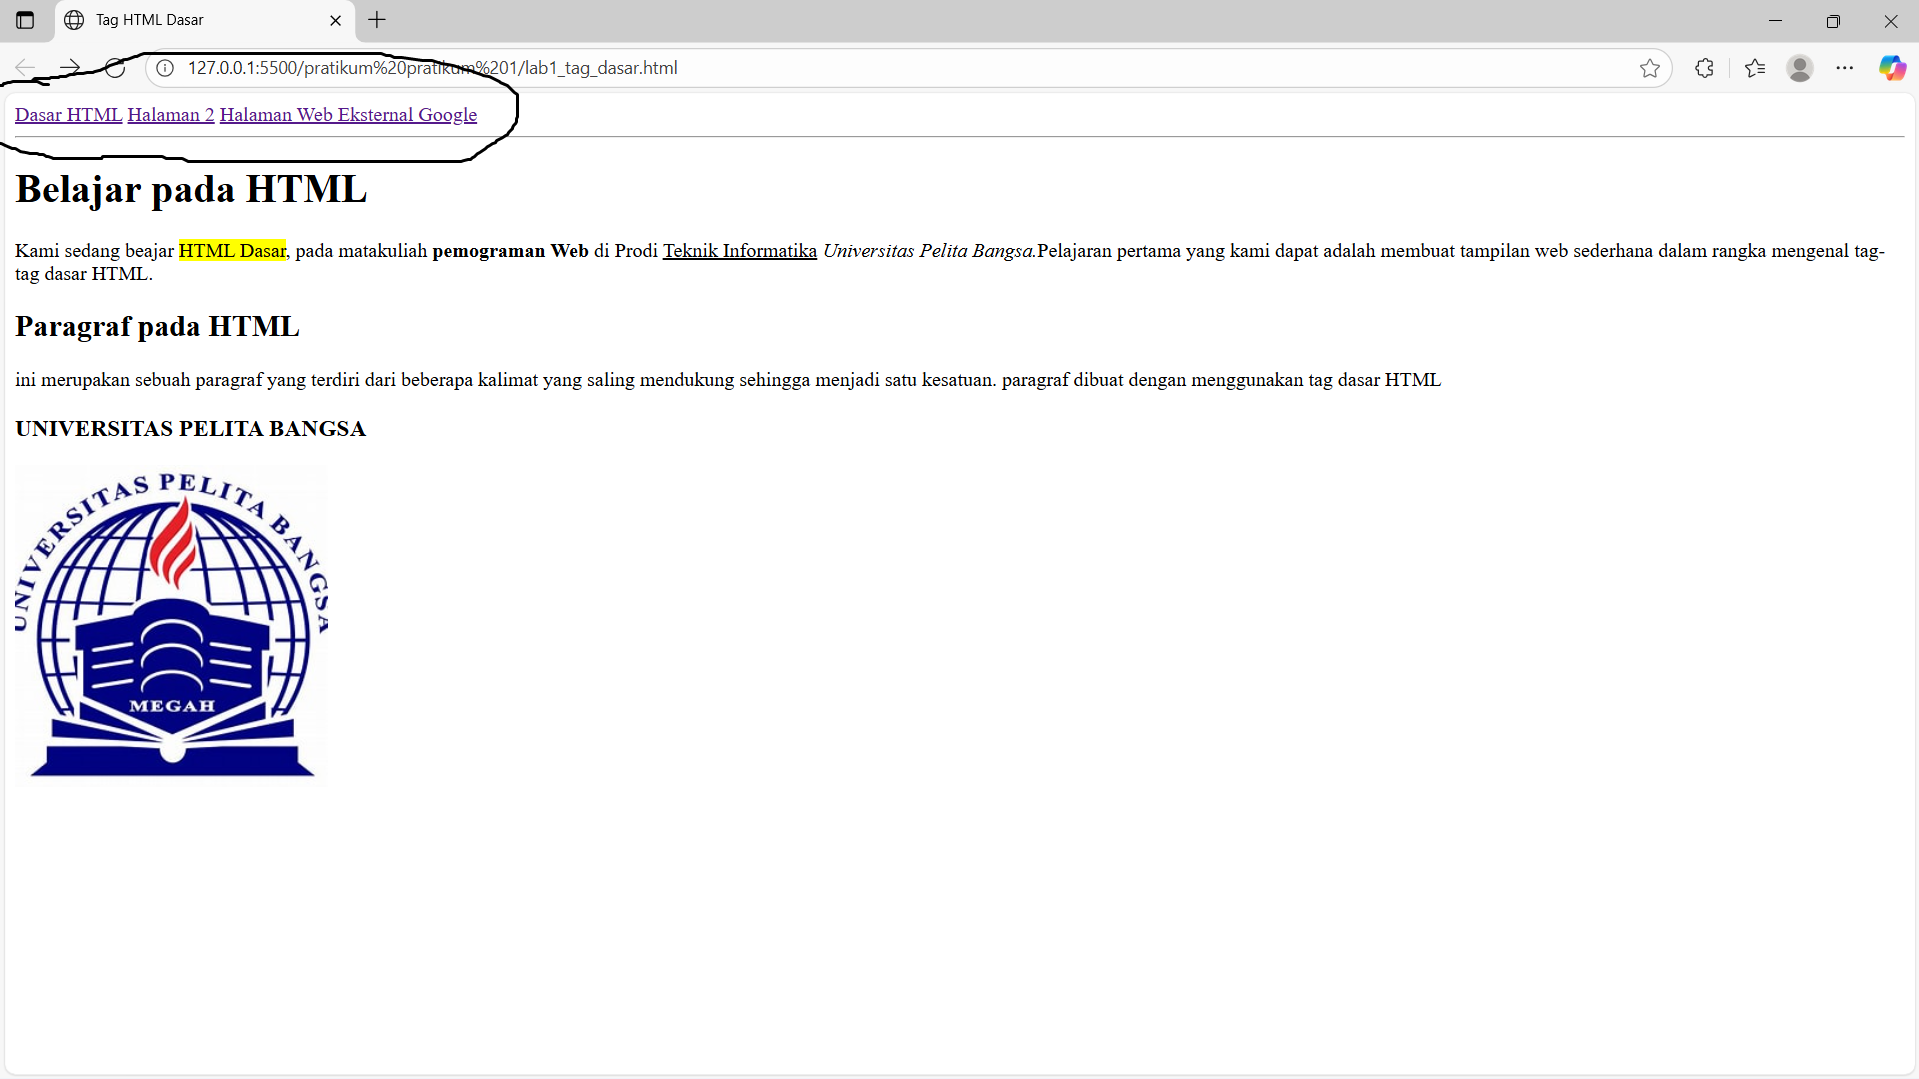 Tag HTML Dasar
127.0.0.1:5500/pratikum%20pratikum%201/lab1_tag_dasar.html
Dasar HTML Halaman 2 Halaman Web Eksternal Google
Belajar pada HTML
Kami sedang beajar HTML Dasar, pada matakuliah pemograman Web di Prodi Teknik Informatika Universitas Pelita Bangsa.Pelajaran pertama yang kami dapat adalah membuat tampilan web sederhana dalam rangka mengenal tag-
tag dasar HTML.
Paragraf pada HTML
ini merupakan sebuah paragraf yang terdiri dari beberapa kalimat yang saling mendukung sehingga menjadi satu kesatuan. paragraf dibuat dengan menggunakan tag dasar HTML
UNIVERSITAS PELITA BANGSA
UNIVERSITAS PELITA BANGSA
MEGAH